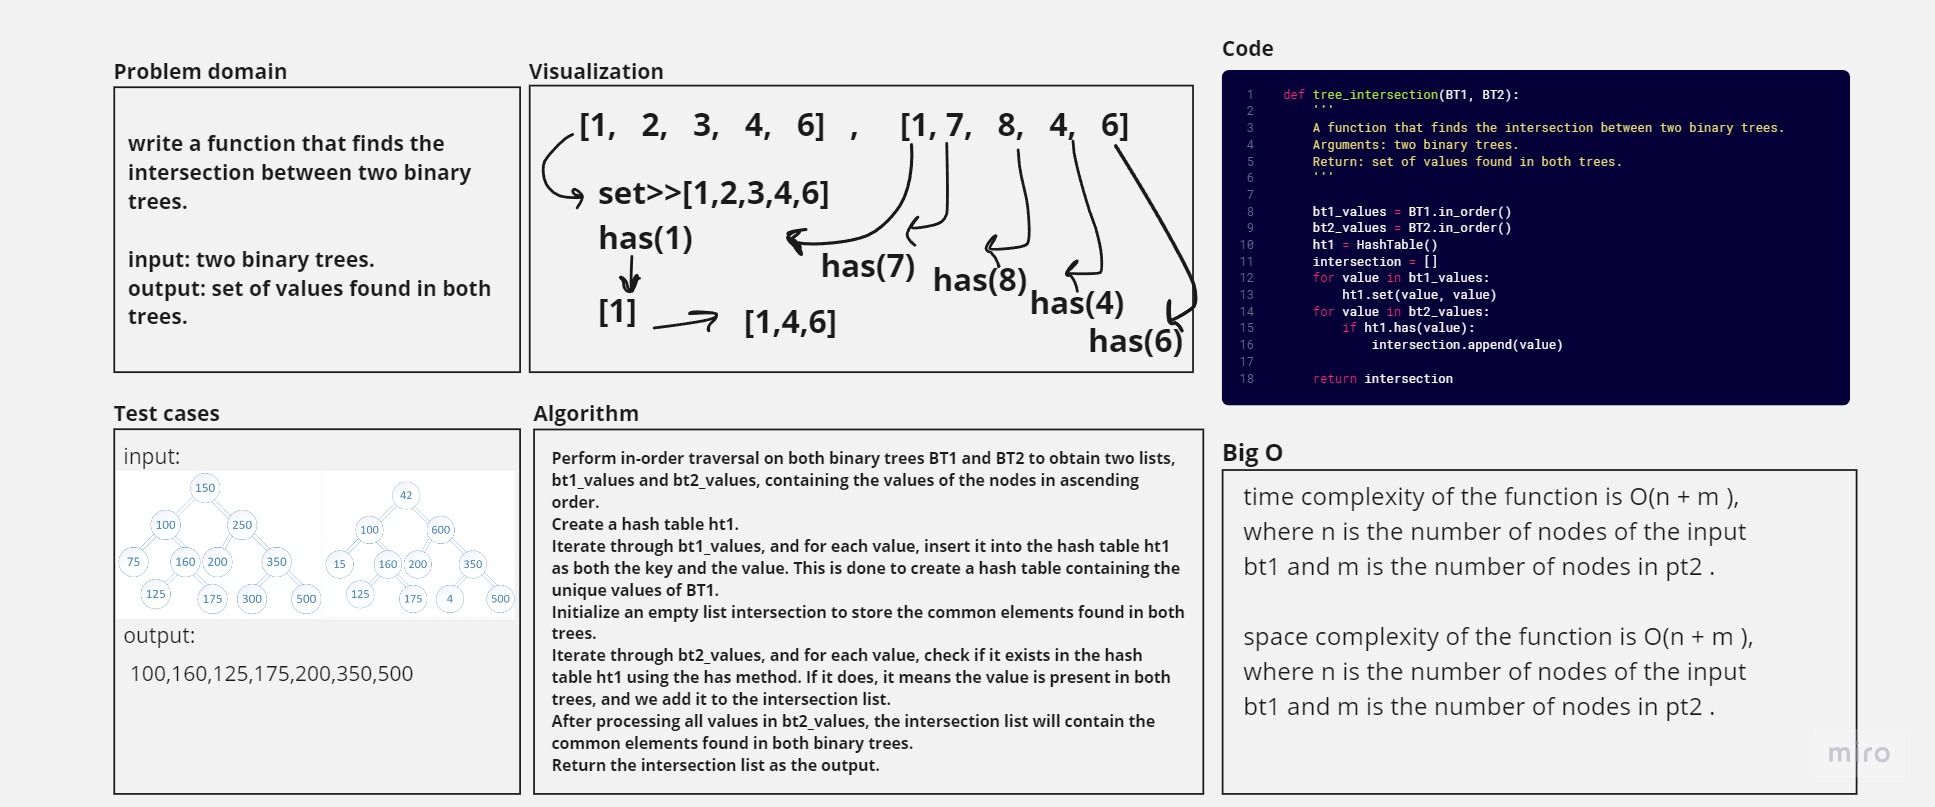 Problem domain
write a function that finds the
intersection between two binary
trees.
input: two binary trees.
output: set of values found in both
trees.
Visualization
[1, 2, 3, 4, 6] , [1, 7, 8, 4, 6]
set>>[1,2,3,4,6]
has(1)
has(7)
has(8)
has(4)
has(6)
[1]
[1,4,6]
Code
1 def tree_intersection(BT1, BT2):
2 '''
3 A function that finds the intersection between two binary trees.
4 Arguments: two binary trees.
5 Return: set of values found in both trees.
6 '''
7
8 bt1_values = BT1.in_order()
9 bt2_values = BT2.in_order()
10 ht1 = HashTable()
11 intersection = []
12 for value in bt1_values:
13 ht1.set(value, value)
14 for value in bt2_values:
15 if ht1.has(value):
16 intersection.append(value)
17
18 return intersection
Test cases
input:
150
100 250
75 160 200 350
125 175 300 500
42
100 600
15 160 200 350
125 175 4 500
output:
100,160,125,175,200,350,500
Algorithm
Perform in-order traversal on both binary trees BT1 and BT2 to obtain two lists,
bt1_values and bt2_values, containing the values of the nodes in ascending
order.
Create a hash table ht1.
Iterate through bt1_values, and for each value, insert it into the hash table ht1
as both the key and the value. This is done to create a hash table containing the
unique values of BT1.
Initialize an empty list intersection to store the common elements found in both
trees.
Iterate through bt2_values, and for each value, check if it exists in the hash
table ht1 using the has method. If it does, it means the value is present in both
trees, and we add it to the intersection list.
After processing all values in bt2_values, the intersection list will contain the
common elements found in both binary trees.
Return the intersection list as the output.
Big O
time complexity of the function is O(n + m ),
where n is the number of nodes of the input
bt1 and m is the number of nodes in pt2 .
space complexity of the function is O(n + m ),
where n is the number of nodes of the input
bt1 and m is the number of nodes in pt2 .
miro